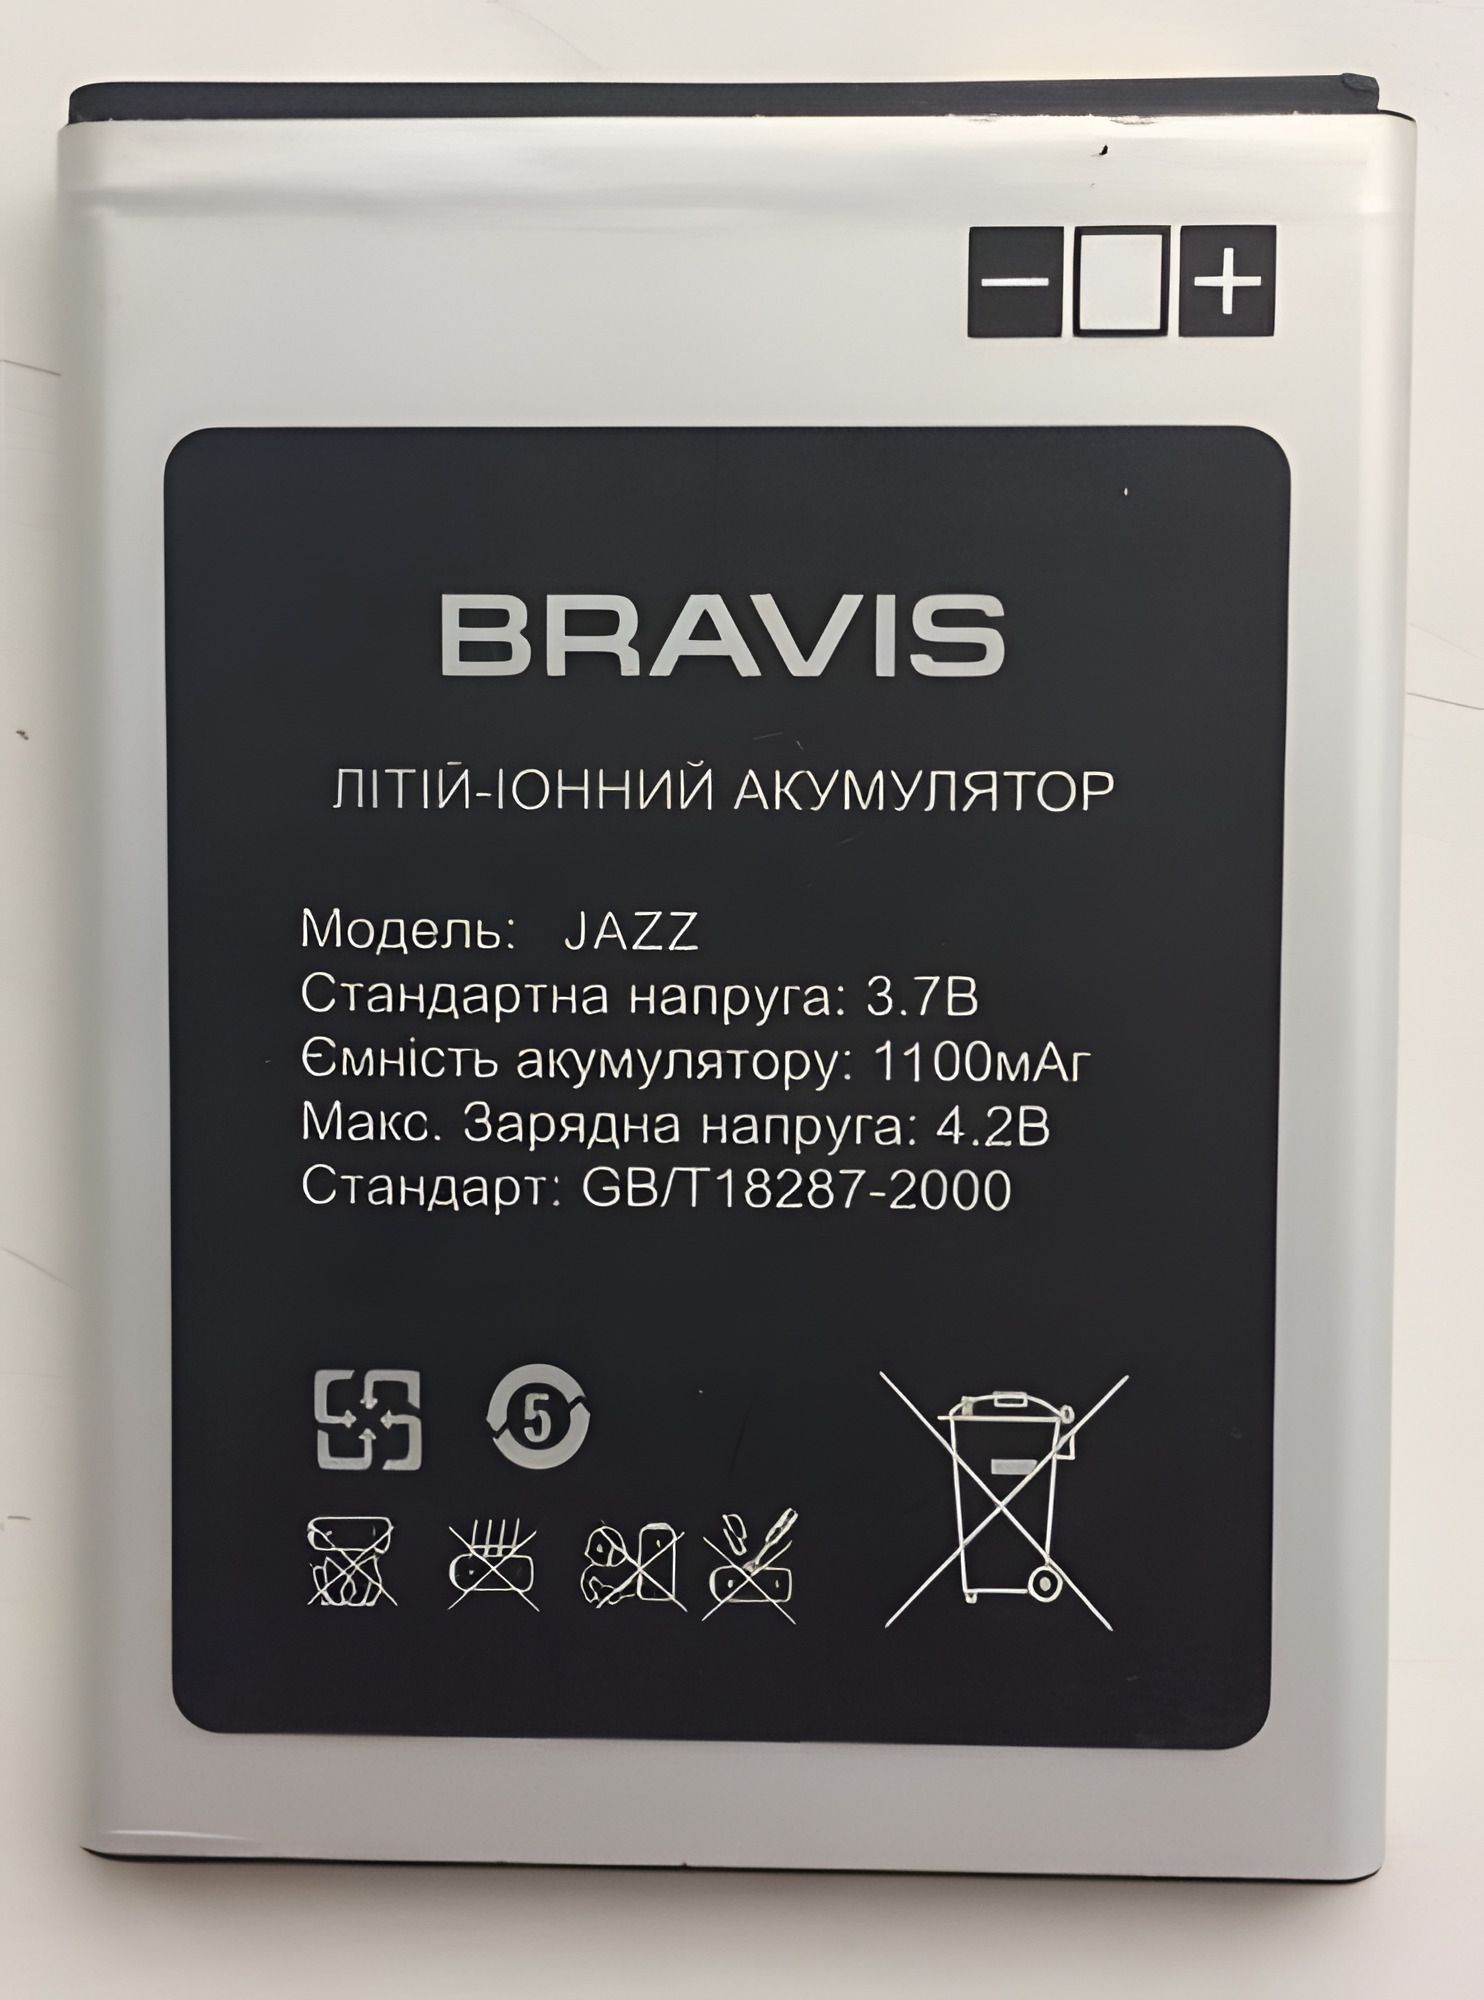 − +
BRAVIS
ЛІТІЙ-ІОННИЙ АКУМУЛЯТОР
Модель: JAZZ
Стандартна напруга: 3.7В
Ємність акумулятору: 1100мАг
Макс. Зарядна напруга: 4.2В
Стандарт: GB/T18287-2000
5